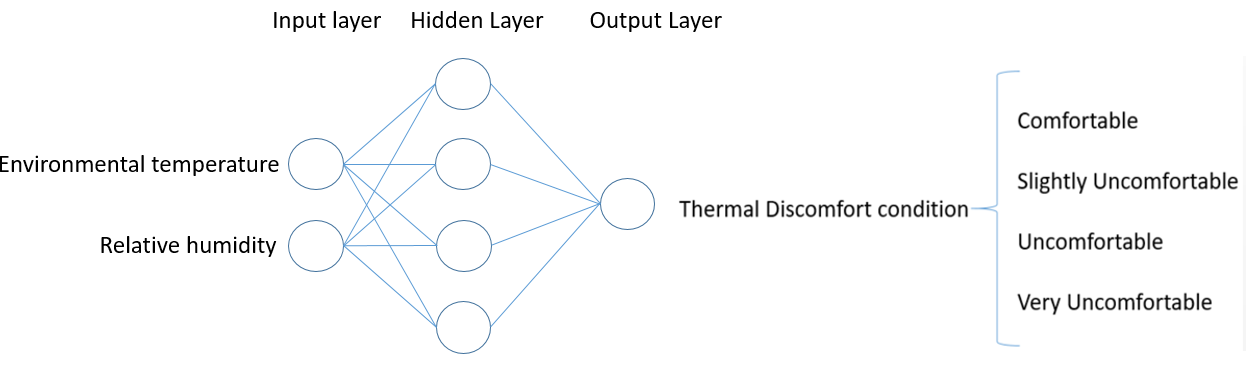 Input layer
Hidden Layer
Output Layer
Environmental temperature
Relative humidity
Thermal Discomfort condition
Comfortable
Slightly Uncomfortable
Uncomfortable
Very Uncomfortable